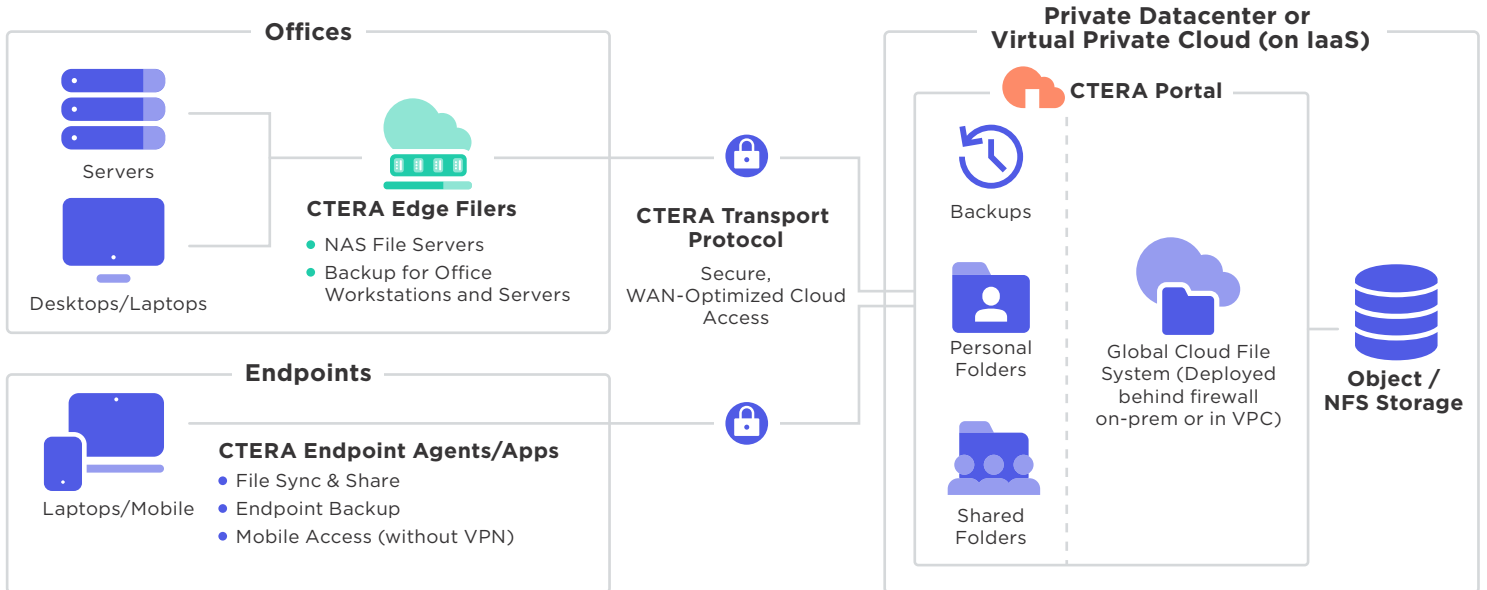 Offices
Servers
Desktops/Laptops
CTERA Edge Filers
NAS File Servers
Backup for Office
Workstations and Servers
Endpoints
Laptops/Mobile
CTERA Endpoint Agents/Apps
File Sync & Share
Endpoint Backup
Mobile Access (without VPN)
CTERA Transport
Protocol
Secure,
WAN-Optimized Cloud
Access
Private Datacenter or
Virtual Private Cloud (on IaaS)
CTERA Portal
Backups
Personal
Folders
Shared
Folders
Global Cloud File
System (Deployed
behind firewall
on-prem or in VPC)
Object /
NFS Storage